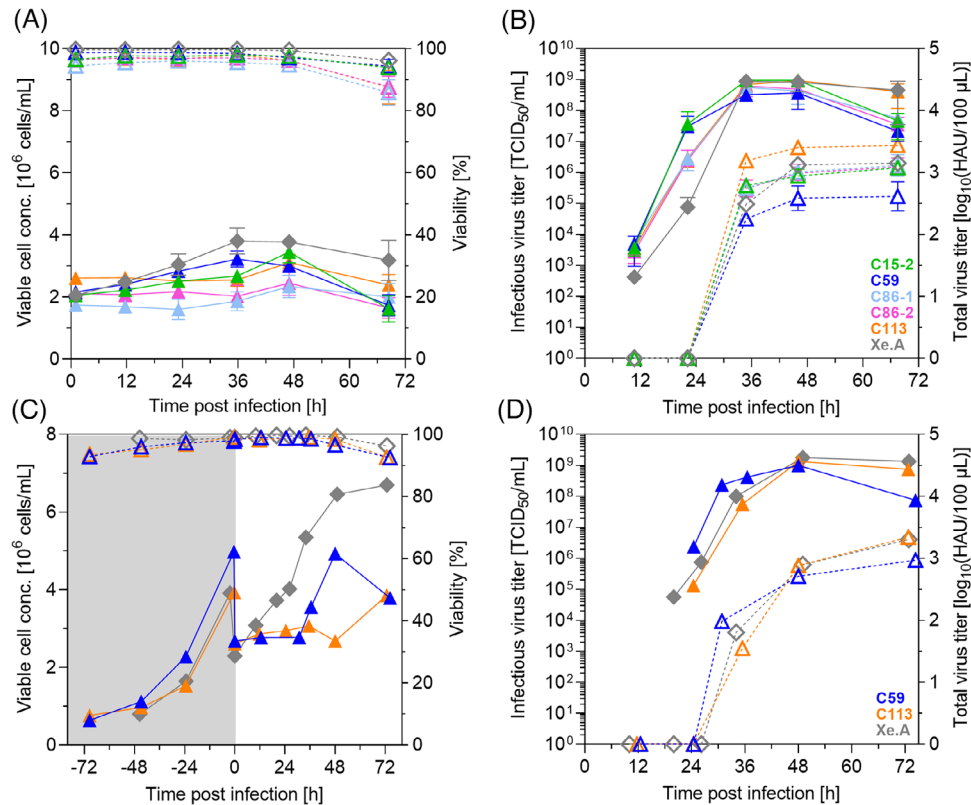 (A)
Viable cell conc. [10⁶ cells/mL]
10
8
6
4
2
0
100
80
60
40
20
0
Viability [%]
0 12 24 36 48 60 72
Time post infection [h]
(B)
Infectious virus titer [TCID₅₀/mL]
10¹⁰
10⁹
10⁸
10⁷
10⁶
10⁵
10⁴
10³
10²
10¹
10⁰
5
4
3
2
1
0
Total virus titer [log₁₀(HAU/100 µL)]
C15-2
C59
C86-1
C86-2
C113
Xe.A
0 12 24 36 48 60 72
Time post infection [h]
(C)
Viable cell conc. [10⁶ cells/mL]
8
6
4
2
0
100
80
60
40
20
0
Viability [%]
-72 -48 -24 0 24 48 72
Time post infection [h]
(D)
Infectious virus titer [TCID₅₀/mL]
10¹⁰
10⁹
10⁸
10⁷
10⁶
10⁵
10⁴
10³
10²
10¹
10⁰
5
4
3
2
1
0
Total virus titer [log₁₀(HAU/100 µL)]
C59
C113
Xe.A
0 12 24 36 48 60 72
Time post infection [h]